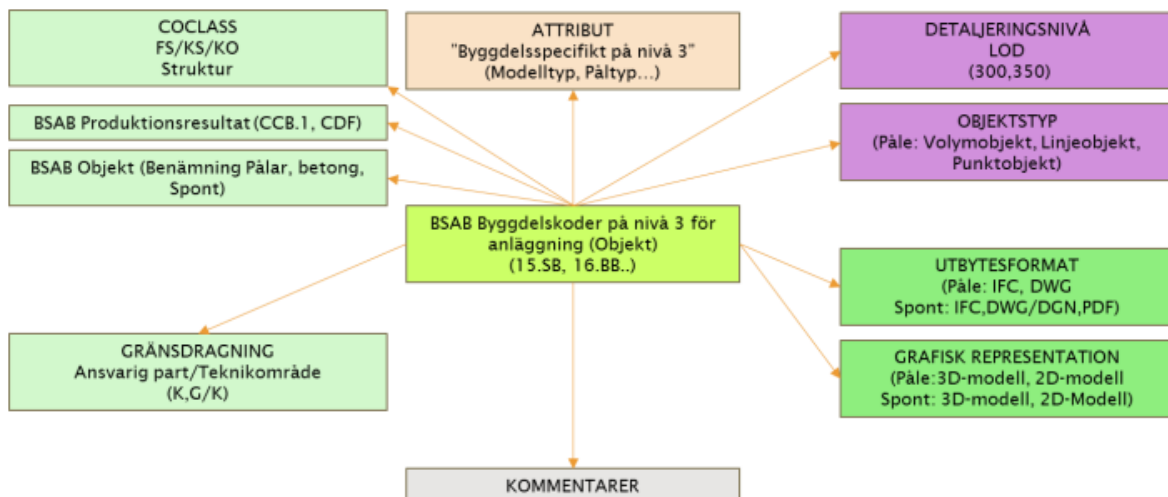 COCLASS
FS/KS/KO
Struktur
ATTRIBUT
"Byggdelsspecifikt på nivå 3"
(Modelltyp, Påltyp...)
DETALJERINGSNIVÅ
LOD
(300,350)
BSAB Produktionsresultat (CCB.1, CDF)
OBJEKTSTYP
(Påle: Volymobjekt, Linjeobjekt,
Punktobjekt)
BSAB Objekt (Benämning Pålar, betong,
Spont)
BSAB Byggdelskoder på nivå 3 för
anläggning (Objekt)
(15.SB, 16.BB..)
UTBYTESFORMAT
(Påle: IFC, DWG
Spont: IFC,DWG/DGN,PDF)
GRÄNSDRAGNING
Ansvarig part/Teknikområde
(K,G/K)
GRAFISK REPRESENTATION
(Påle:3D-modell, 2D-modell
Spont: 3D-modell, 2D-Modell)
KOMMENTARER